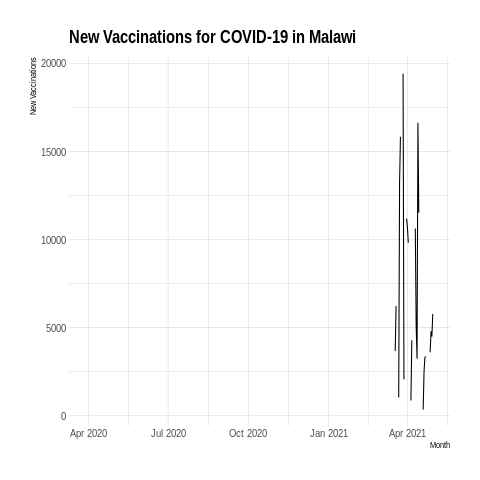 New Vaccinations for COVID-19 in Malawi
New Vaccinations
20000
15000
10000
5000
0
Apr 2020 Jul 2020 Oct 2020 Jan 2021 Apr 2021
Month